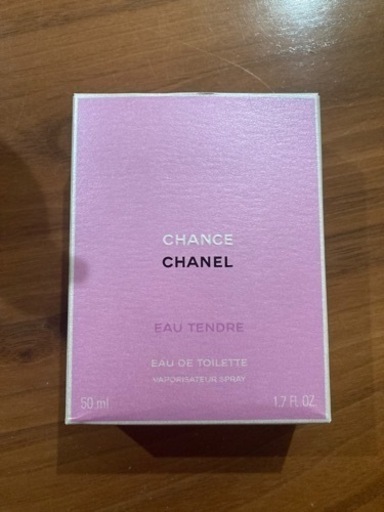 CHANCE
CHANEL
EAU TENDRE
EAU DE TOILETTE
VAPORISATEUR SPRAY
50 ml 1.7 FL. OZ.